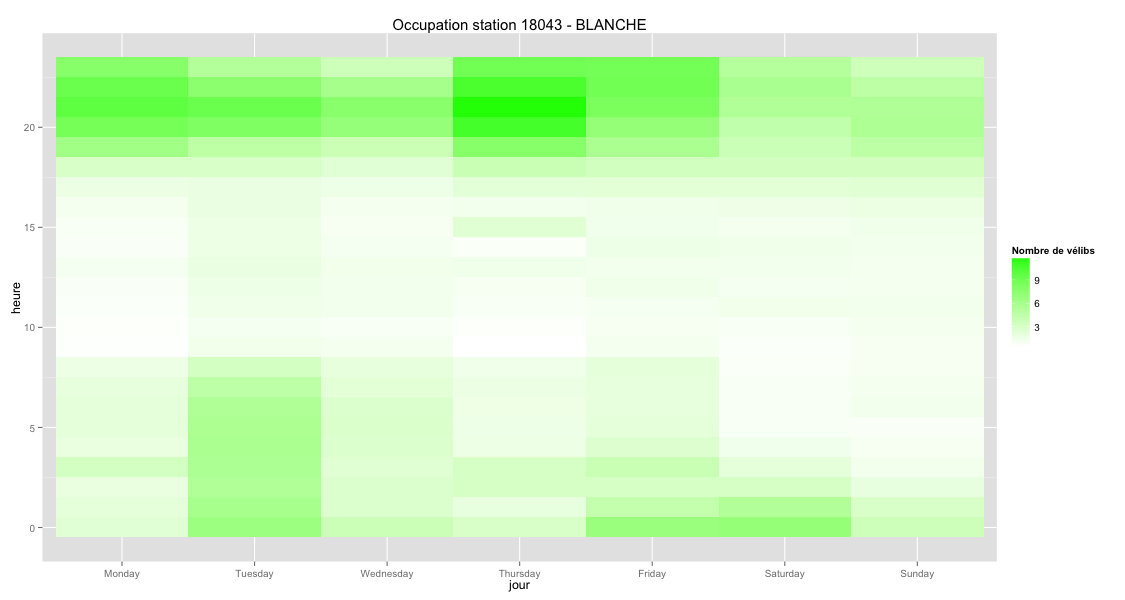 Occupation station 18043 - BLANCHE
heure
20
15
10
5
0
Monday Tuesday Wednesday Thursday Friday Saturday Sunday
jour
Nombre de vélibs
9
6
3